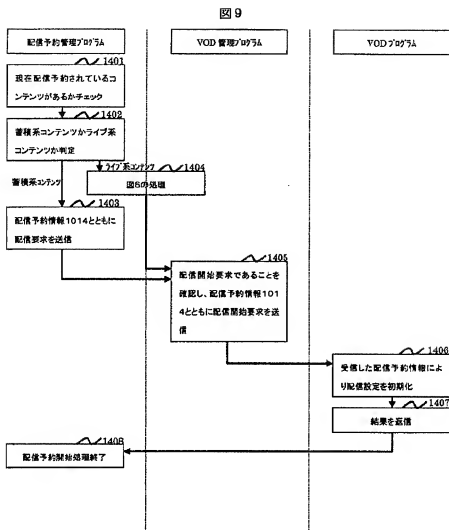 図9
配信予約管理プログラム
VOD管理プログラム
VODプログラム
1401
現在配信予約されているコ
ンテンツがあるかチェック
1402
蓄積系コンテンツかライブ系
コンテンツか判定
ライブ系コンテンツ
1404
図6の処理
蓄積系コンテンツ
1403
配信予約情報1014とともに
配信要求を送信
1405
配信開始要求であることを
確認し、配信予約情報101
4とともに配信開始要求を送
信
1406
受信した配信予約情報によ
り配信設定を初期化
1407
結果を返信
1408
配信予約開始処理終了